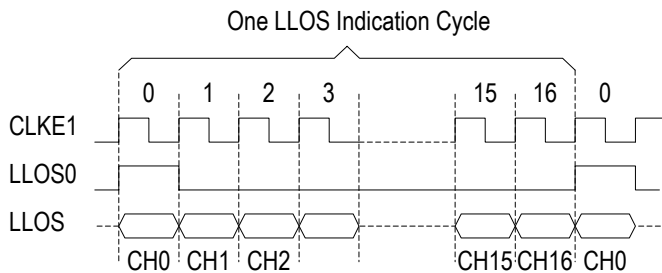 One LLOS Indication Cycle
0 1 2 3 15 16 0
CLKE1
LLOS0
LLOS
CH0 CH1 CH2 CH15 CH16 CH0